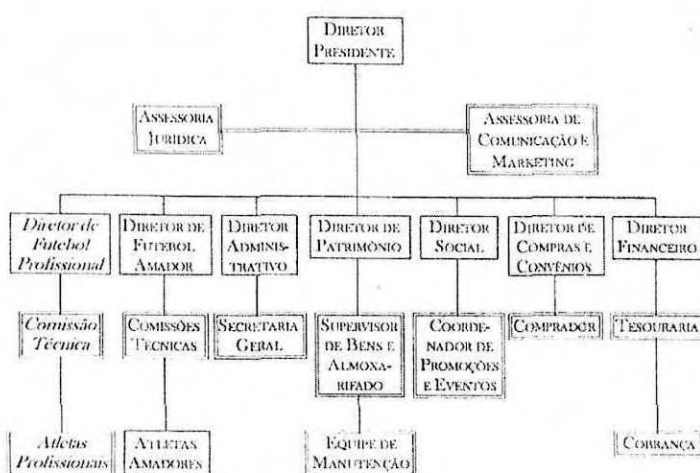 DIRETOR
PRESIDENTE
ASSESSORIA
JURÍDICA
ASSESSORIA DE
COMUNICAÇÃO E
MARKETING
Diretor de
Futebol
Profissional
DIRETOR DE
FUTEBOL
AMADOR
DIRETOR
ADMINIS-
TRATIVO
DIRETOR DE
PATRIMÔNIO
DIRETOR
SOCIAL
DIRETOR DE
COMPRAS E
CONVÊNIOS
DIRETOR
FINANCEIRO
Comissão
Técnica
COMISSÕES
TÉCNICAS
SECRETARIA
GERAL
SUPERVISOR
DE BENS E
ALMOXA-
RIFADO
COORDE-
NADOR DE
PROMOÇÕES
E EVENTOS
COMPRADOR
TESOURARIA
Atletas
Profissionais
ATLETAS
AMADORES
EQUIPE DE
MANUTENÇÃO
COBRANÇA